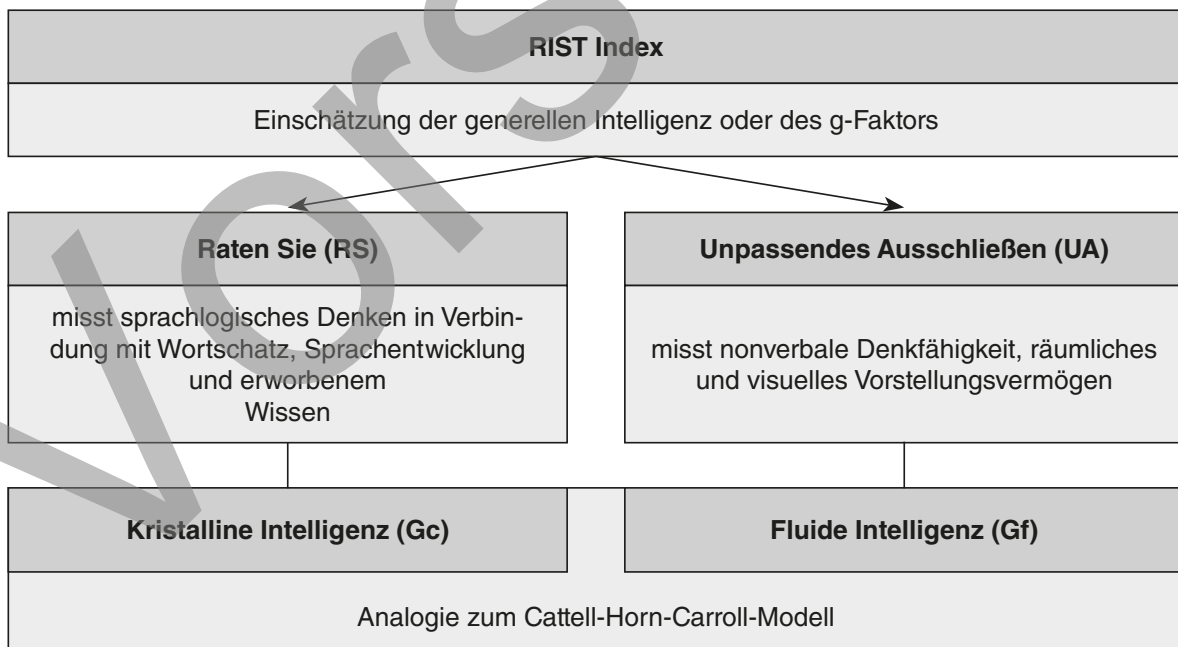 RIST Index
Einschätzung der generellen Intelligenz oder des g-Faktors
Raten Sie (RS)
misst sprachlogisches Denken in Verbin-
dung mit Wortschatz, Sprachentwicklung
und erworbenem
Wissen
Unpassendes Ausschließen (UA)
misst nonverbale Denkfähigkeit, räumliches
und visuelles Vorstellungsvermögen
Kristalline Intelligenz (Gc)
Fluide Intelligenz (Gf)
Analogie zum Cattell-Horn-Carroll-Modell
Vors